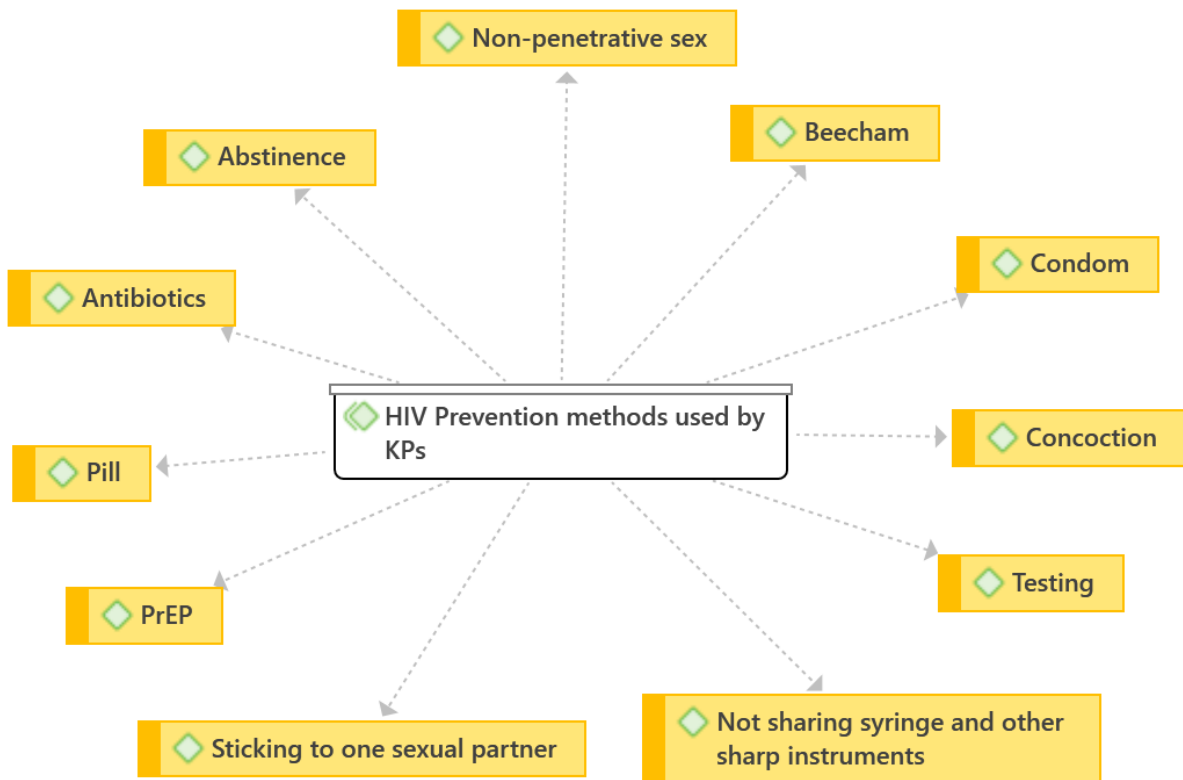 Non-penetrative sex
Beecham
Abstinence
Condom
Antibiotics
HIV Prevention methods used by
KPs
Concoction
Pill
Testing
PrEP
Not sharing syringe and other
sharp instruments
Sticking to one sexual partner